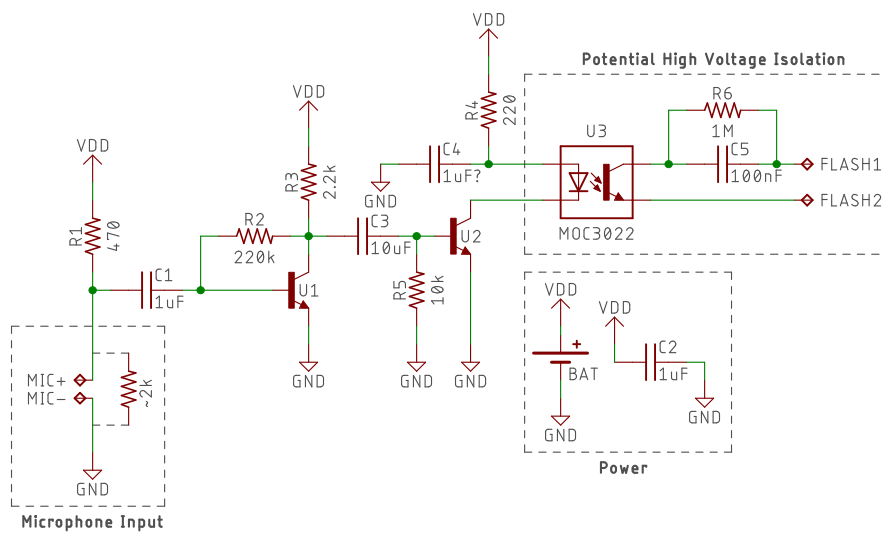 VDD
Potential High Voltage Isolation
R4
220
R6
1M
VDD
U3
VDD
C4
1uF?
C5
100nF
FLASH1
GND
FLASH2
R3
2.2k
R1
470
R2
220k
C3
10uF
U2
MOC3022
C1
1uF
U1
R5
10k
VDD
VDD
MIC+
MIC-
~2k
GND
GND
GND
+
BAT
C2
1uF
GND
GND
GND
Power
Microphone Input